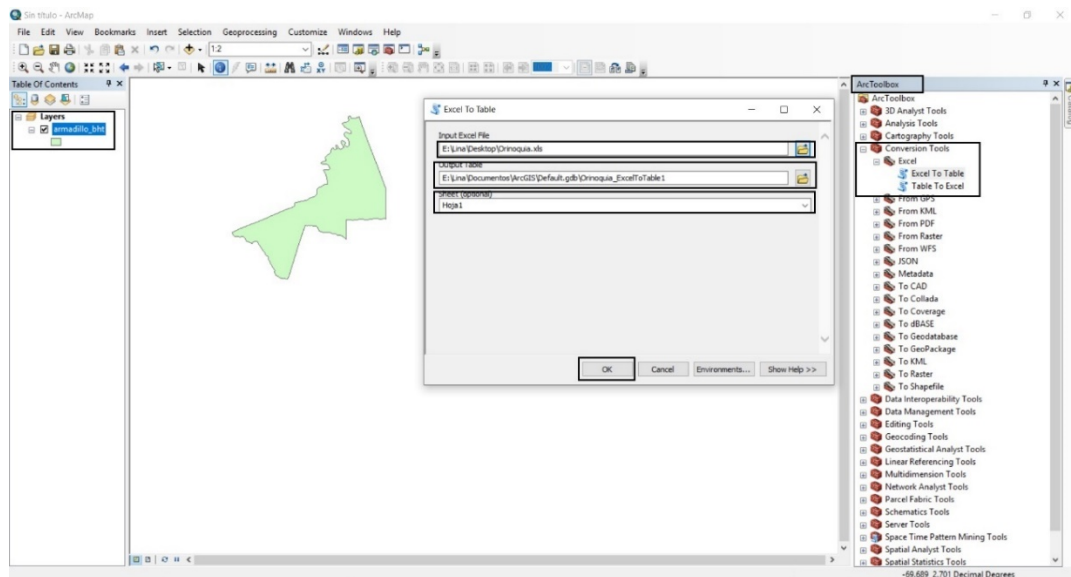 Sin título - ArcMap
File Edit View Bookmarks Insert Selection Geoprocessing Customize Windows Help
1:2
Table Of Contents
Layers
armadillo_bht
Excel To Table
Input Excel File
E:\Lina\Desktop\Orinoquia.xls
Output Table
E:\Lina\Documentos\ArcGIS\Default.gdb\Orinoquia_ExcelToTable1
Sheet (optional)
Hoja1
OK Cancel Environments... Show Help >>
ArcToolbox
ArcToolbox
3D Analyst Tools
Analysis Tools
Cartography Tools
Conversion Tools
Excel
Excel To Table
Table To Excel
From GPS
From KML
From PDF
From Raster
From WFS
JSON
Metadata
To CAD
To Collada
To Coverage
To dBASE
To Geodatabase
To GeoPackage
To KML
To Raster
To Shapefile
Data Interoperability Tools
Data Management Tools
Editing Tools
Geocoding Tools
Geostatistical Analyst Tools
Linear Referencing Tools
Multidimension Tools
Network Analyst Tools
Parcel Fabric Tools
Schematics Tools
Server Tools
Space Time Pattern Mining Tools
Spatial Analyst Tools
Spatial Statistics Tools
-69,689 2,701 Decimal Degrees